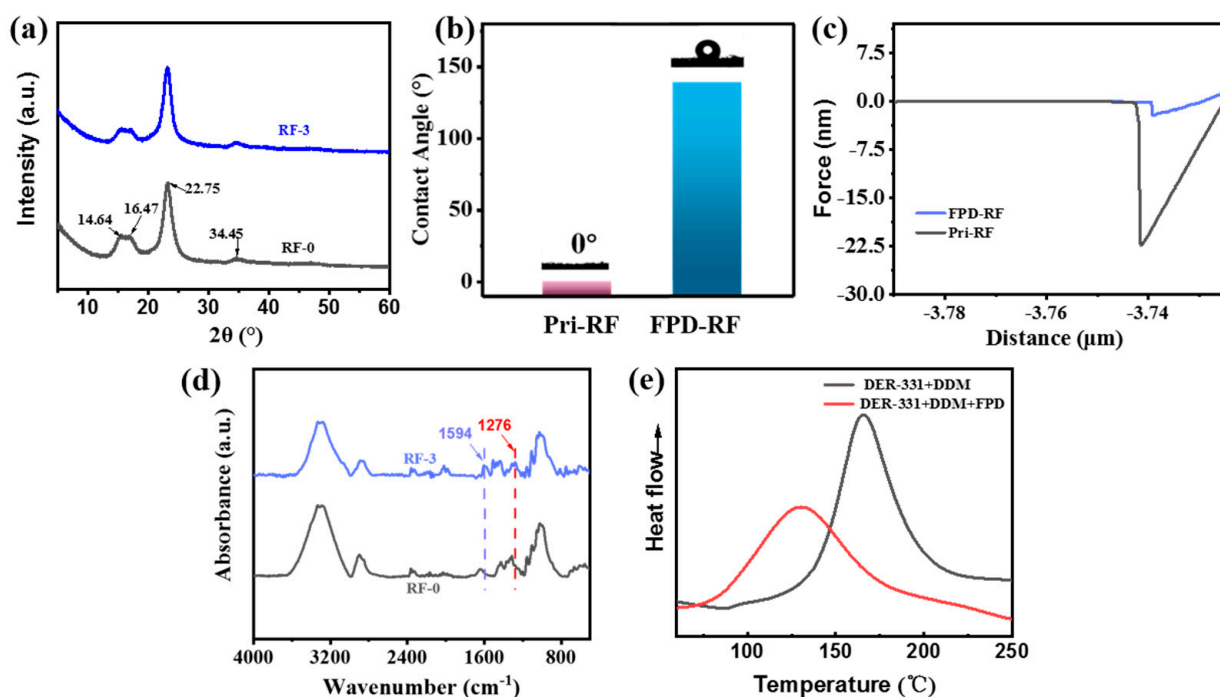 (a)
Intensity (a.u.)
RF-3
14.64
16.47
22.75
34.45
RF-0
10 20 30 40 50 60
2θ (°)
(b)
Contact Angle (°)
150
100
50
0
0°
Pri-RF FPD-RF
(c)
Force (nm)
7.5
0.0
−7.5
−15.0
−22.5
−30.0
FPD-RF
Pri-RF
−3.78 −3.76 −3.74
Distance (μm)
(d)
Absorbance (a.u.)
1594
1276
RF-3
RF-0
4000 3200 2400 1600 800
Wavenumber (cm⁻¹)
(e)
Heat flow
DER-331+DDM
DER-331+DDM+FPD
100 150 200 250
Temperature (℃)